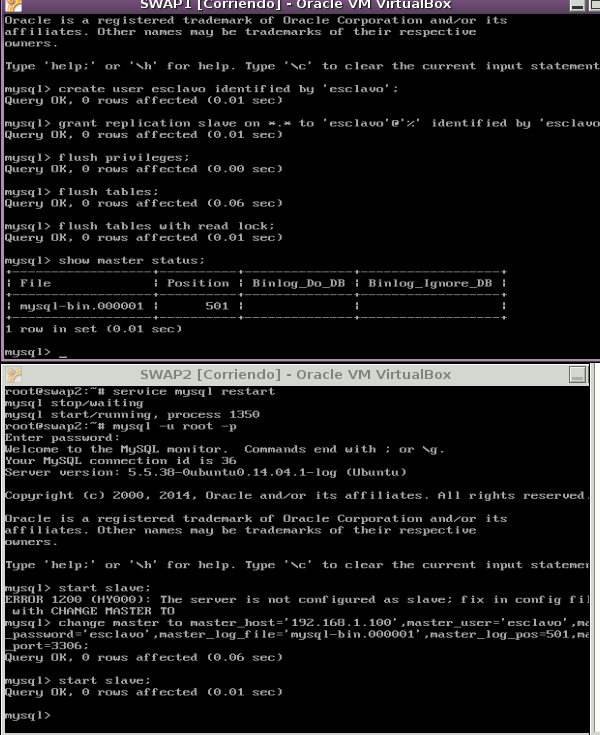 SWAP1 [Corriendo] - Oracle VM VirtualBox
Oracle is a registered trademark of Oracle Corporation and/or its
affiliates. Other names may be trademarks of their respective
owners.
Type 'help;' or '\h' for help. Type '\c' to clear the current input statement
mysql> create user esclavo identified by 'esclavo';
Query OK, 0 rows affected (0.01 sec)
mysql> grant replication slave on *.* to 'esclavo'@'%' identified by 'esclavo
Query OK, 0 rows affected (0.01 sec)
mysql> flush privileges;
Query OK, 0 rows affected (0.00 sec)
mysql> flush tables;
Query OK, 0 rows affected (0.06 sec)
mysql> flush tables with read lock;
Query OK, 0 rows affected (0.01 sec)
mysql> show master status;
+------------------+----------+--------------+------------------+
| File             | Position | Binlog_Do_DB | Binlog_Ignore_DB |
+------------------+----------+--------------+------------------+
| mysql-bin.000001 |      501 |              |                  |
+------------------+----------+--------------+------------------+
1 row in set (0.01 sec)
mysql> _
SWAP2 [Corriendo] - Oracle VM VirtualBox
root@swap2:~# service mysql restart
mysql stop/waiting
mysql start/running, process 1350
root@swap2:~# mysql -u root -p
Enter password:
Welcome to the MySQL monitor.  Commands end with ; or \g.
Your MySQL connection id is 36
Server version: 5.5.38-0ubuntu0.14.04.1-log (Ubuntu)
Copyright (c) 2000, 2014, Oracle and/or its affiliates. All rights reserved.
Oracle is a registered trademark of Oracle Corporation and/or its
affiliates. Other names may be trademarks of their respective
owners.
Type 'help;' or '\h' for help. Type '\c' to clear the current input statemen
mysql> start slave;
ERROR 1200 (HY000): The server is not configured as slave; fix in config fil
 with CHANGE MASTER TO
mysql> change master to master_host='192.168.1.100',master_user='esclavo',ma
_password='esclavo',master_log_file='mysql-bin.000001',master_log_pos=501,ma
_port=3306;
Query OK, 0 rows affected (0.06 sec)
mysql> start slave;
Query OK, 0 rows affected (0.01 sec)
mysql>